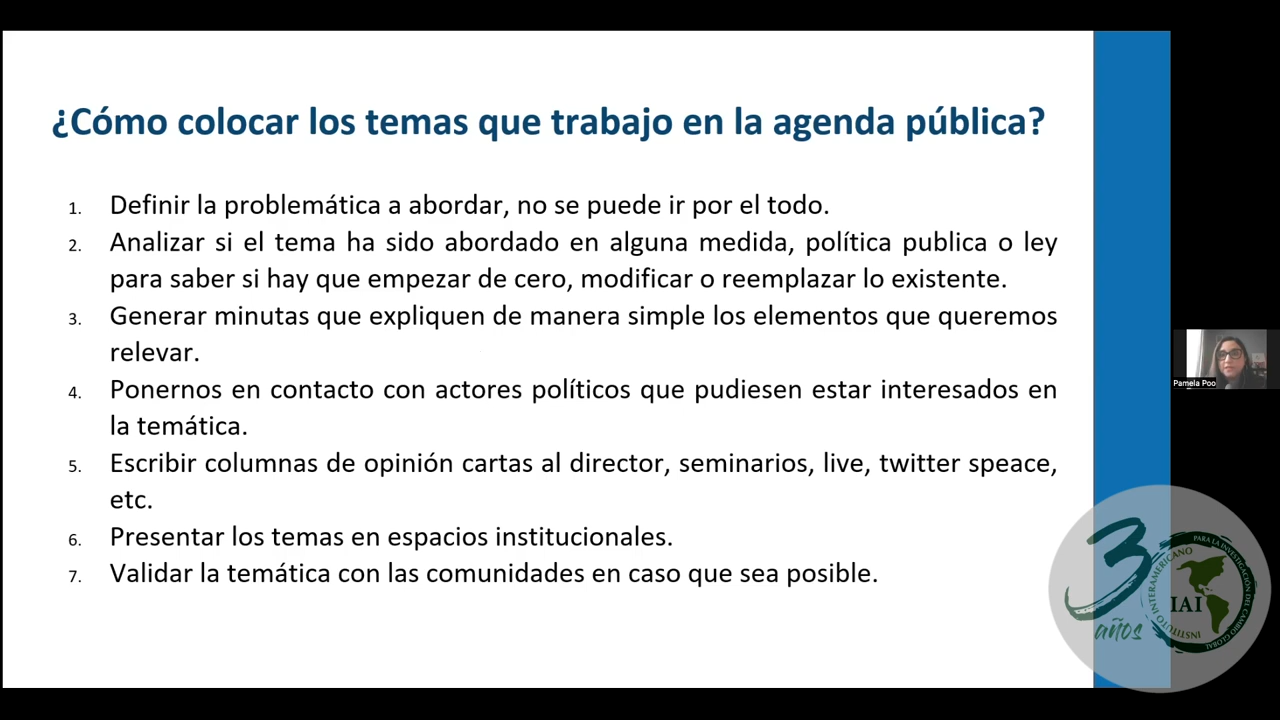 ¿Cómo colocar los temas que trabajo en la agenda pública?
1. Definir la problemática a abordar, no se puede ir por el todo.
2. Analizar si el tema ha sido abordado en alguna medida, política publica o ley
para saber si hay que empezar de cero, modificar o reemplazar lo existente.
3. Generar minutas que expliquen de manera simple los elementos que queremos
relevar.
4. Ponernos en contacto con actores políticos que pudiesen estar interesados en
la temática.
5. Escribir columnas de opinión cartas al director, seminarios, live, twitter speace,
etc.
6. Presentar los temas en espacios institucionales.
7. Validar la temática con las comunidades en caso que sea posible.
Pamela Poo
30
años
IAI
INSTITUTO INTERAMERICANO
PARA LA INVESTIGACIÓN DEL CAMBIO GLOBAL